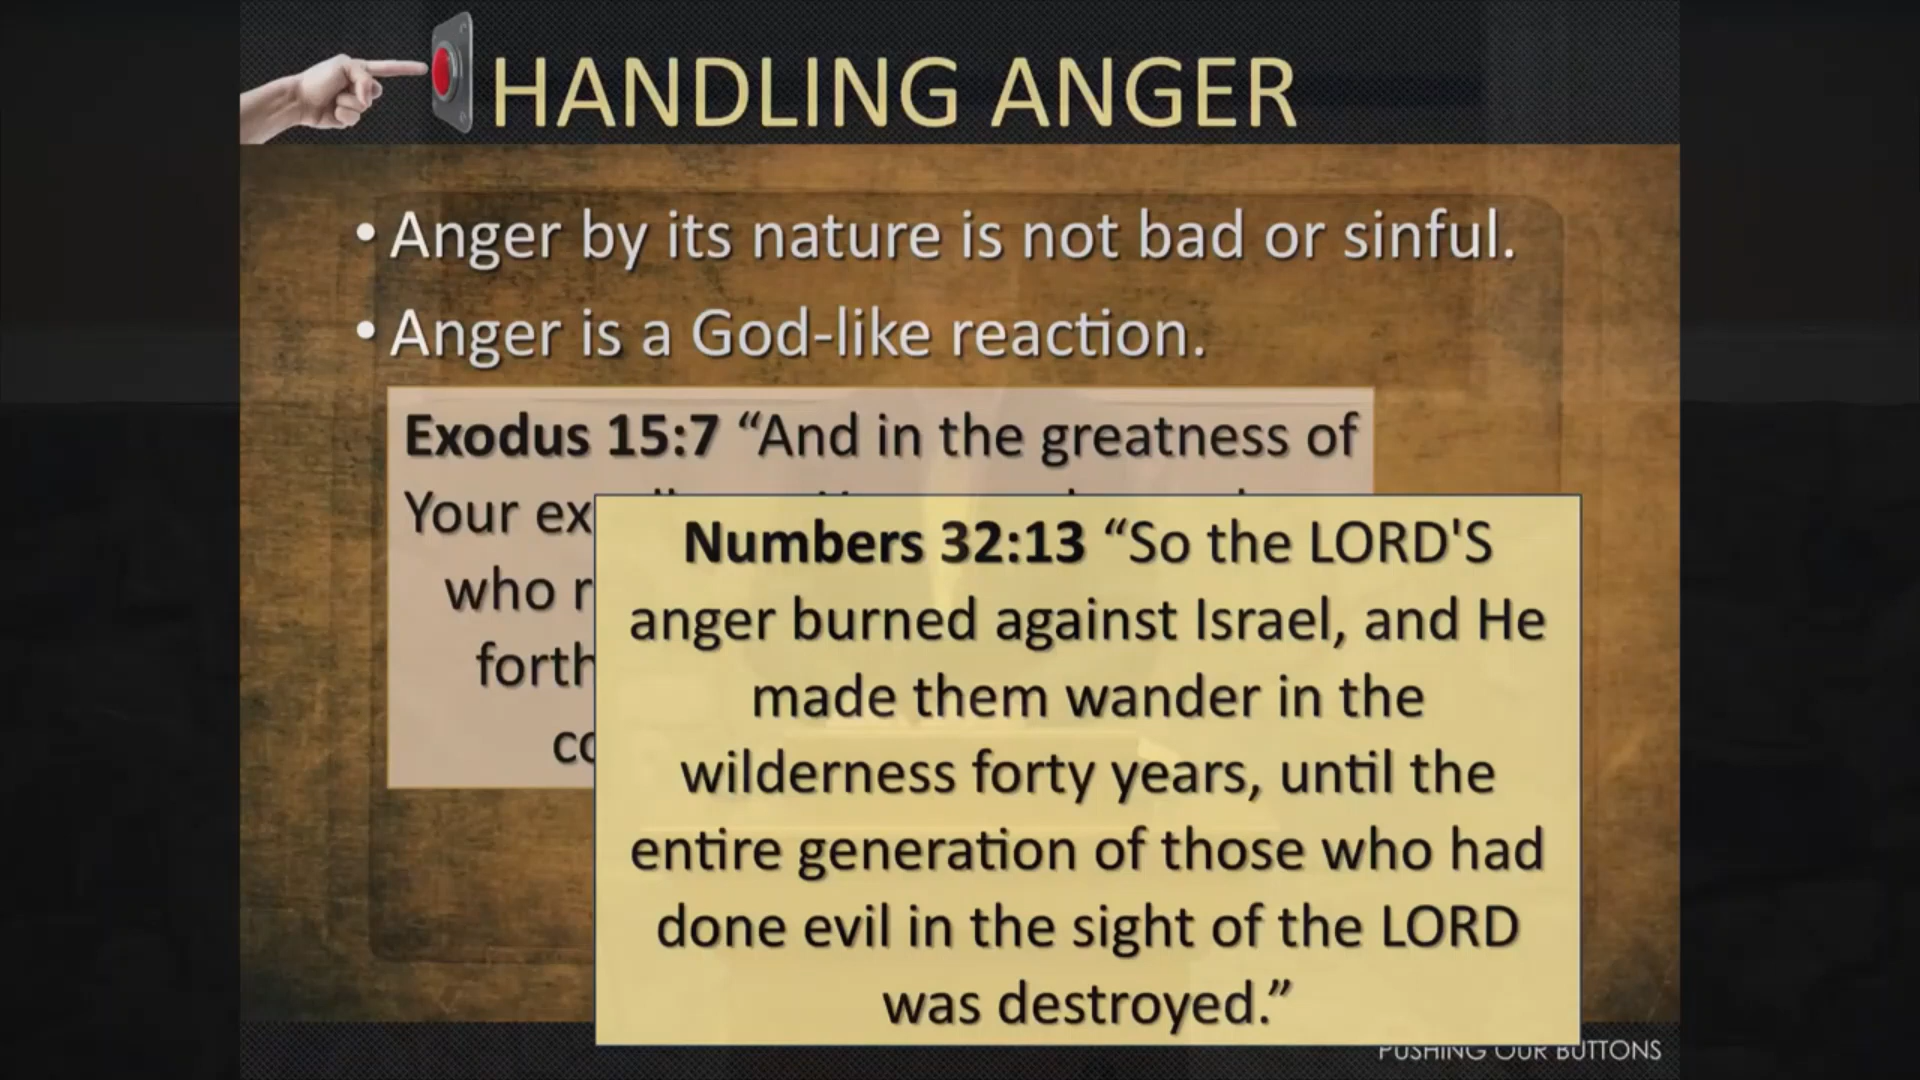 HANDLING ANGER
• Anger by its nature is not bad or sinful.
• Anger is a God-like reaction.
Exodus 15:7 “And in the greatness of
Your
who
forth
Numbers 32:13 “So the LORD'S
anger burned against Israel, and He
made them wander in the
wilderness forty years, until the
entire generation of those who had
done evil in the sight of the LORD
was destroyed.”
PUSHING OUR BUTTONS